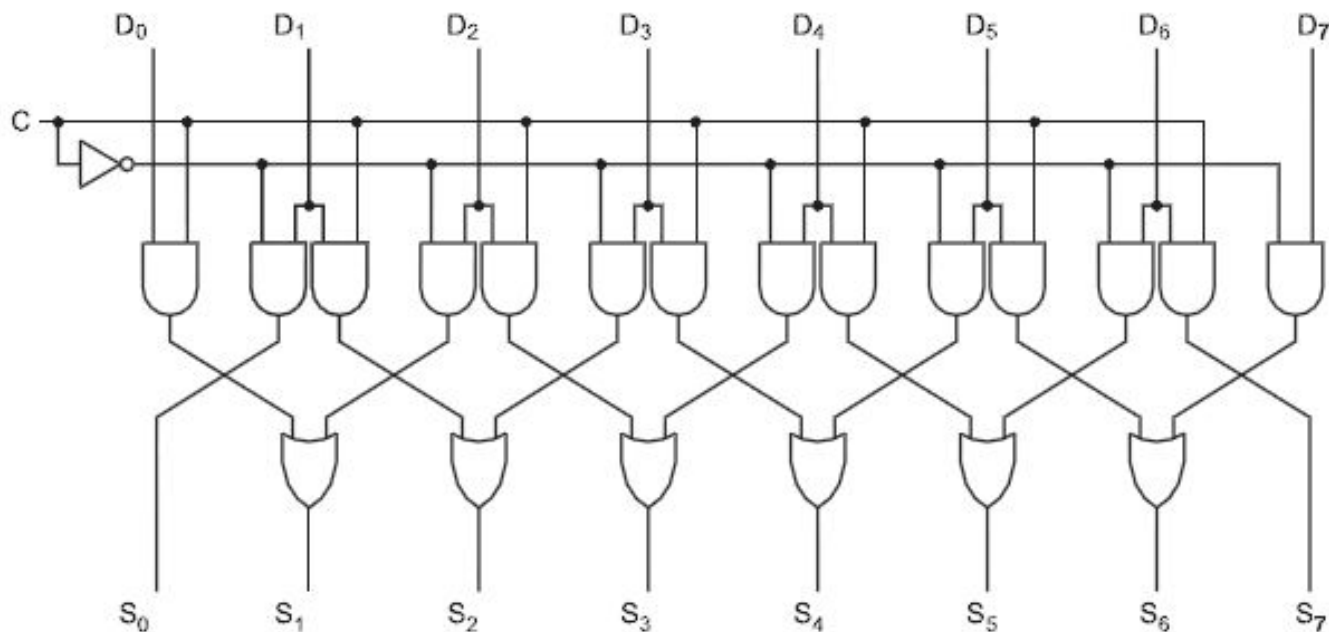 D₀ D₁ D₂ D₃ D₄ D₅ D₆ D₇
C
S₀ S₁ S₂ S₃ S₄ S₅ S₆ S₇